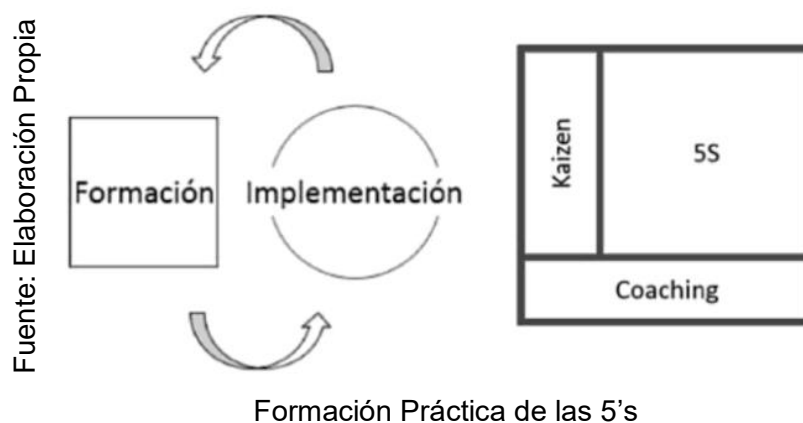 Fuente: Elaboración Propia
Formación
Implementación
Kaizen
5S
Coaching
Formación Práctica de las 5’s